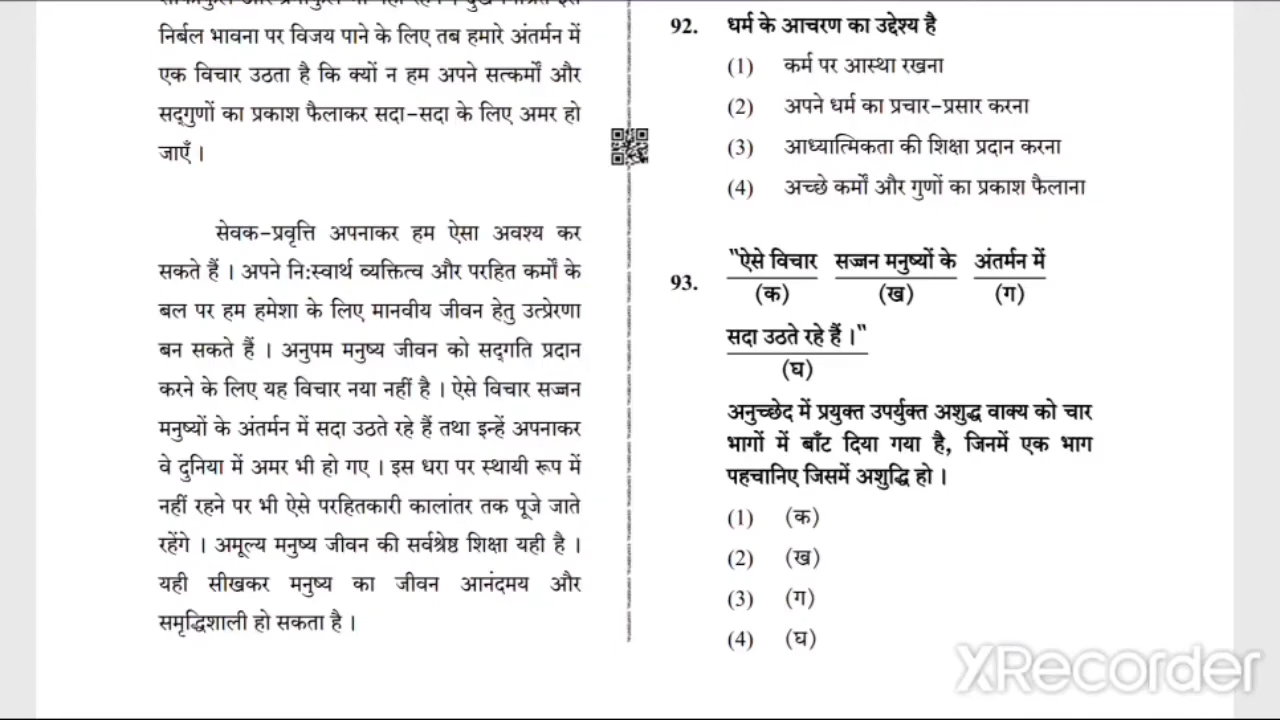 निर्बल भावना पर विजय पाने के लिए तब हमारे अंतर्मन में
एक विचार उठता है कि क्यों न हम अपने सत्कर्मों और
सद्‌गुणों का प्रकाश फैलाकर सदा-सदा के लिए अमर हो
जाएँ ।
सेवक-प्रवृत्ति अपनाकर हम ऐसा अवश्य कर
सकते हैं । अपने नि:स्वार्थ व्यक्तित्व और परहित कर्मों के
बल पर हम हमेशा के लिए मानवीय जीवन हेतु उत्प्रेरणा
बन सकते हैं । अनुपम मनुष्य जीवन को सद्‌गति प्रदान
करने के लिए यह विचार नया नहीं है । ऐसे विचार सज्जन
मनुष्यों के अंतर्मन में सदा उठते रहे हैं तथा इन्हें अपनाकर
वे दुनिया में अमर भी हो गए । इस धरा पर स्थायी रूप में
नहीं रहने पर भी ऐसे परहितकारी कालांतर तक पूजे जाते
रहेंगे । अमूल्य मनुष्य जीवन की सर्वश्रेष्ठ शिक्षा यही है ।
यही सीखकर मनुष्य का जीवन आनंदमय और
समृद्धिशाली हो सकता है ।
92. धर्म के आचरण का उद्देश्य है
(1) कर्म पर आस्था रखना
(2) अपने धर्म का प्रचार-प्रसार करना
(3) आध्यात्मिकता की शिक्षा प्रदान करना
(4) अच्छे कर्मों और गुणों का प्रकाश फैलाना
93. "ऐसे विचार सज्जन मनुष्यों के अंतर्मन में
(क) (ख) (ग)
सदा उठते रहे हैं ।"
(घ)
अनुच्छेद में प्रयुक्त उपर्युक्त अशुद्ध वाक्य को चार
भागों में बाँट दिया गया है, जिनमें एक भाग
पहचानिए जिसमें अशुद्धि हो ।
(1) (क)
(2) (ख)
(3) (ग)
(4) (घ)
XRecorder